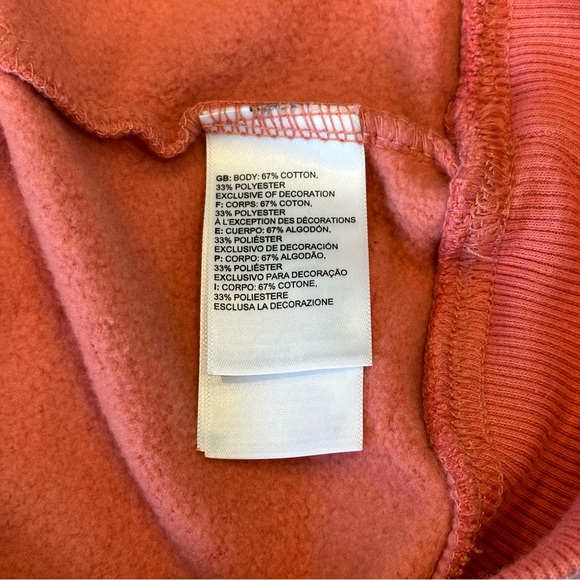 GB: BODY: 67% COTTON,
33% POLYESTER
EXCLUSIVE OF DECORATION
F: CORPS: 67% COTON,
33% POLYESTER
À L'EXCEPTION DES DÉCORATIONS
E: CUERPO: 67% ALGODÓN,
33% POLIÉSTER
EXCLUSIVO DE DECORACIÓN
P: CORPO: 67% ALGODÃO,
33% POLIÉSTER
EXCLUSIVO PARA DECORAÇÃO
I: CORPO: 67% COTONE,
33% POLIESTERE
ESCLUSA LA DECORAZIONE